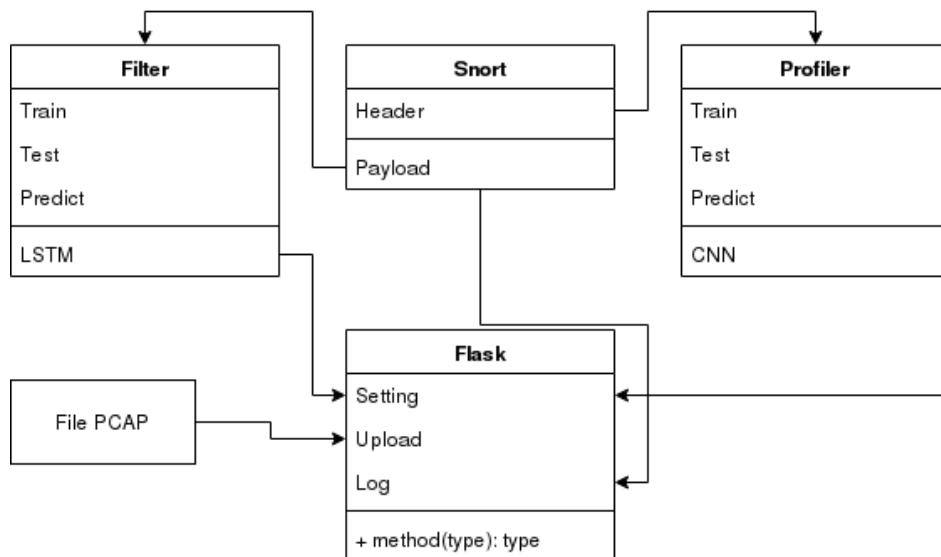 Filter
Train
Test
Predict
LSTM
Snort
Header
Payload
Profiler
Train
Test
Predict
CNN
File PCAP
Flask
Setting
Upload
Log
+ method(type): type